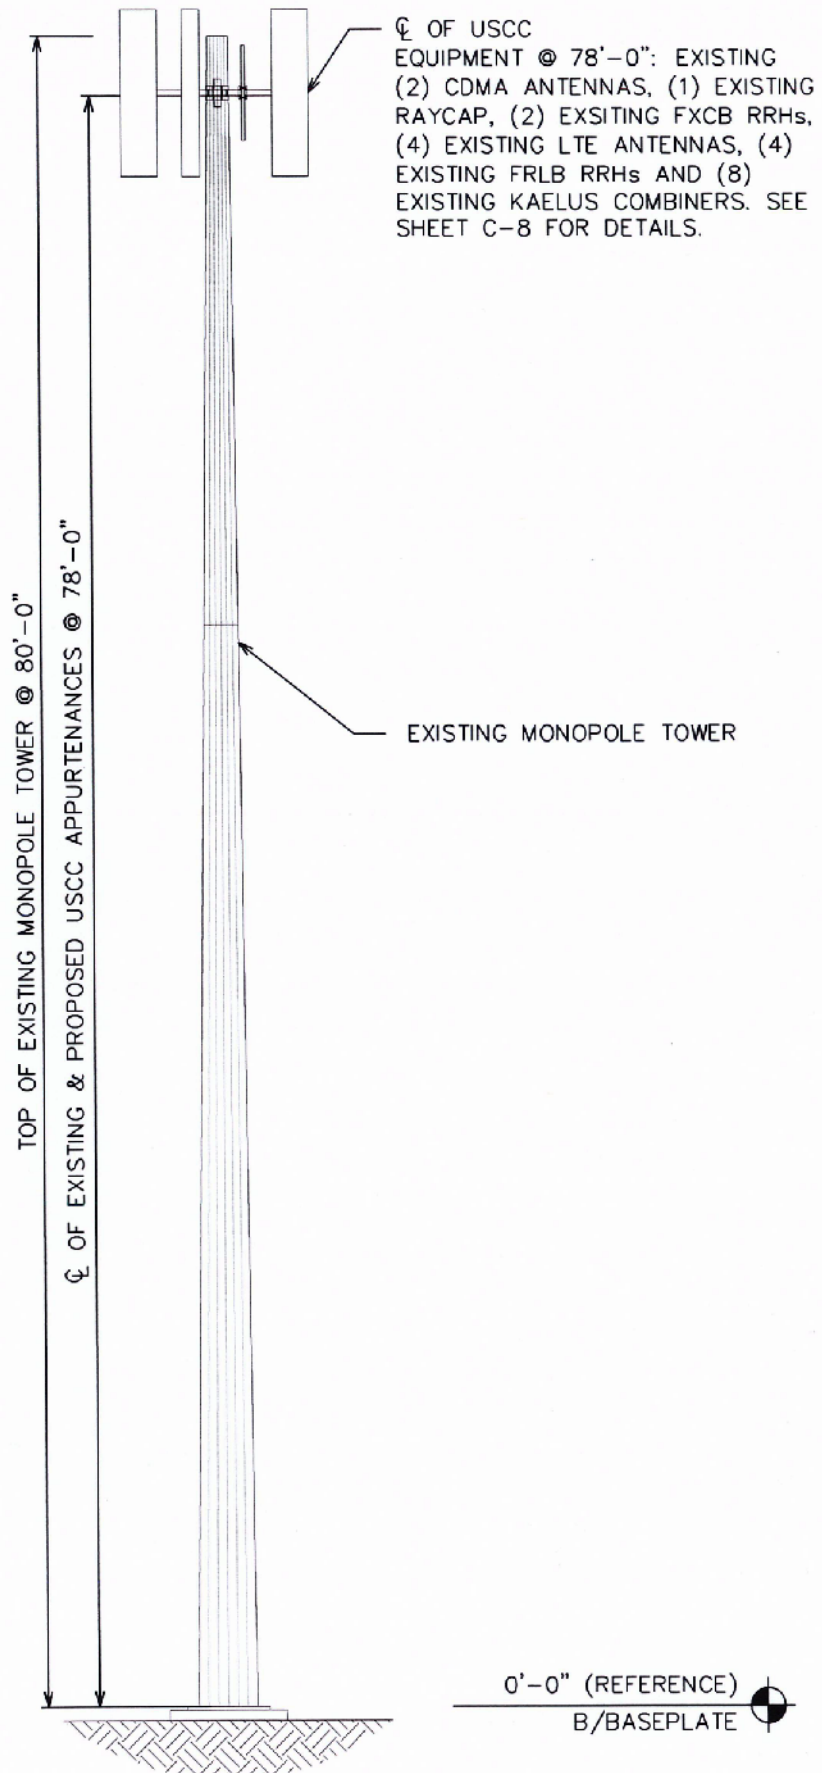 ℄ OF USCC
EQUIPMENT @ 78'-0": EXISTING
(2) CDMA ANTENNAS, (1) EXISTING
RAYCAP, (2) EXSITING FXCB RRHs,
(4) EXISTING LTE ANTENNAS, (4)
EXISTING FRLB RRHs AND (8)
EXISTING KAELUS COMBINERS. SEE
SHEET C-8 FOR DETAILS.
TOP OF EXISTING MONOPOLE TOWER @ 80'-0"
℄ OF EXISTING & PROPOSED USCC APPURTENANCES @ 78'-0"
EXISTING MONOPOLE TOWER
0'-0" (REFERENCE)
B/BASEPLATE